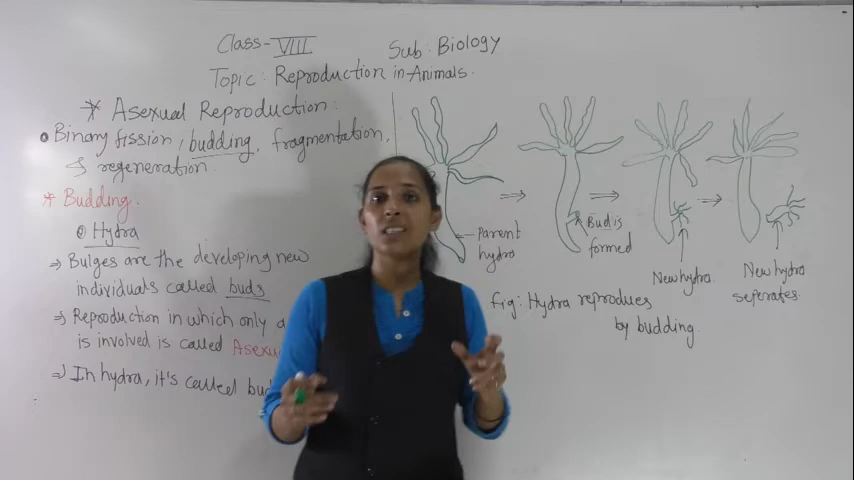 Class-VIII Sub: Biology
Topic: Reproduction in Animals.
* Asexual Reproduction.
Binary fission, budding, fragmentation,
regeneration.
* Budding.
Hydra
⇒ Bulges are the developing new
individuals called buds
⇒ Reproduction in which only
is involved is called
⇒ In hydra, it's called
Parent
hydra
Bud is
formed
New hydra
New hydra
seperates.
fig: Hydra reproduces
by budding.